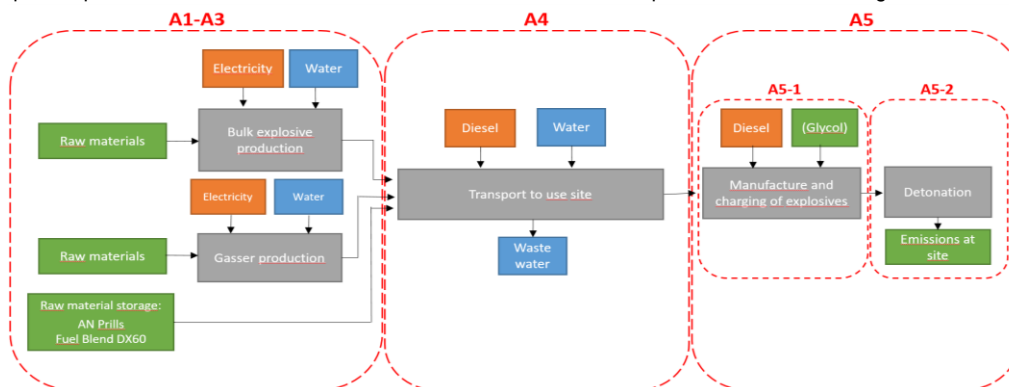 A1-A3
A4
A5
Electricity
Water
Raw materials
Bulk explosive
production
Electricity
Water
Raw materials
Gasser production
Raw material storage:
AN Prills
Fuel Blend DX60
Diesel
Water
Transport to use site
Waste
water
A5-1
Diesel
(Glycol)
Manufacture and
charging of explosives
A5-2
Detonation
Emissions at
site